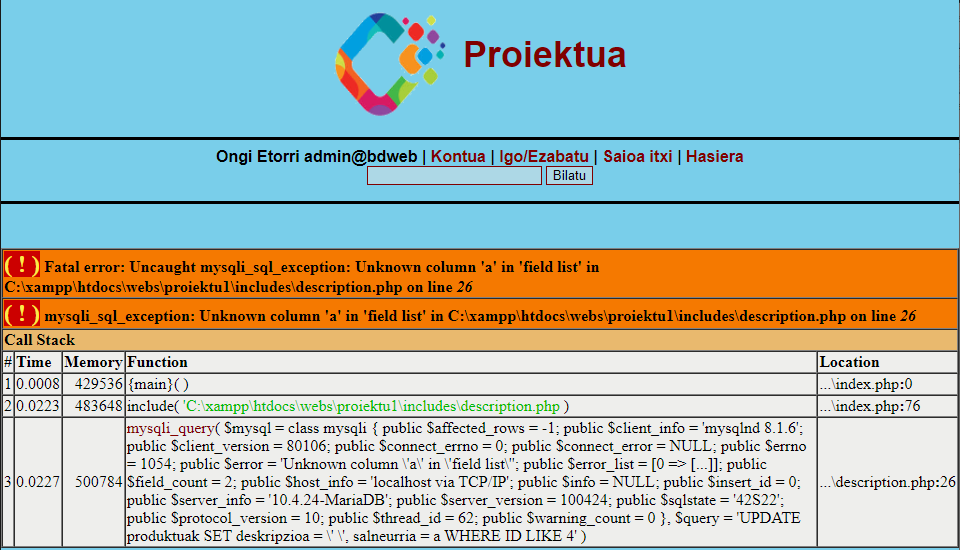 Proiektua
Ongi Etorri admin@bdweb | Kontua | Igo/Ezabatu | Saioa itxi | Hasiera
Bilatu
( ! ) Fatal error: Uncaught mysqli_sql_exception: Unknown column 'a' in 'field list' in
C:\xampp\htdocs\webs\proiektu1\includes\description.php on line 26
( ! ) mysqli_sql_exception: Unknown column 'a' in 'field list' in C:\xampp\htdocs\webs\proiektu1\includes\description.php on line 26
Call Stack
# Time Memory Function Location
1 0.0008 429536 {main}( ) ...\index.php:0
2 0.0223 483648 include( 'C:\xampp\htdocs\webs\proiektu1\includes\description.php ) ...\index.php:76
3 0.0227 500784 mysqli_query( $mysql = class mysqli { public $affected_rows = -1; public $client_info = 'mysqlnd 8.1.6';
public $client_version = 80106; public $connect_errno = 0; public $connect_error = NULL; public $errno
= 1054; public $error = 'Unknown column \'a\' in \'field list\''; public $error_list = [0 => [...]]; public
$field_count = 2; public $host_info = 'localhost via TCP/IP'; public $info = NULL; public $insert_id = 0;
public $server_info = '10.4.24-MariaDB'; public $server_version = 100424; public $sqlstate = '42S22';
public $protocol_version = 10; public $thread_id = 62; public $warning_count = 0 }, $query = 'UPDATE
produktuak SET deskripzioa = \' \', salneurria = a WHERE ID LIKE 4' ) ...\description.php:26